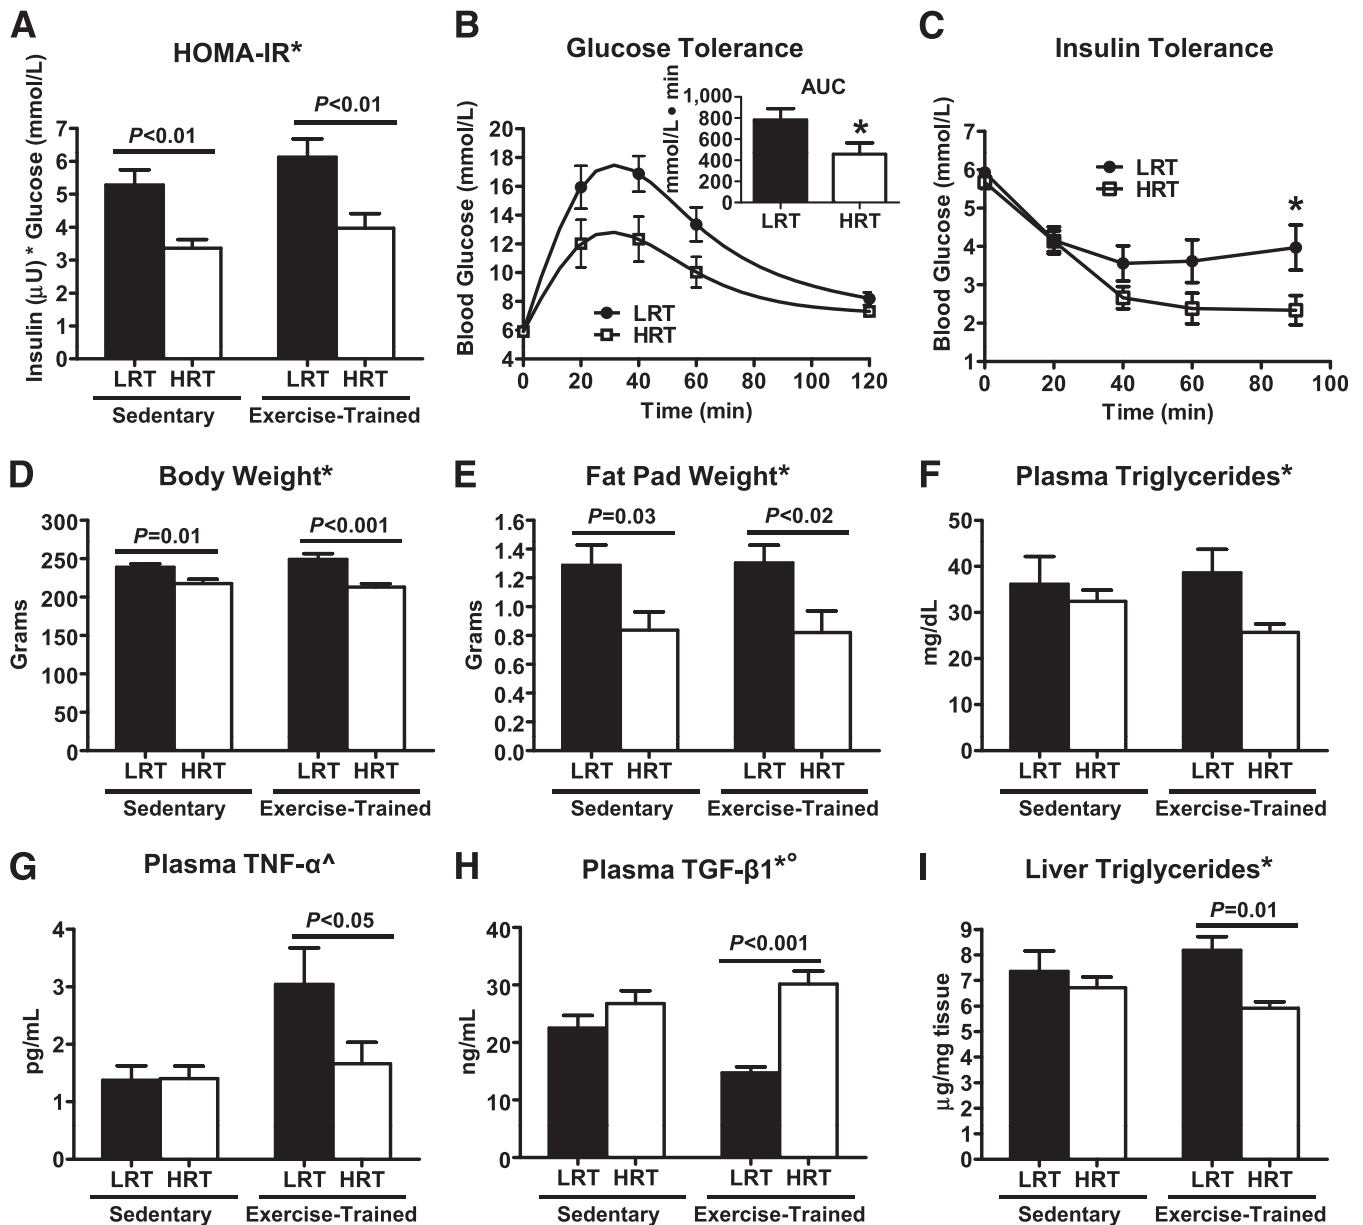 A
HOMA-IR*
Insulin (μU) * Glucose (mmol/L)
7
6
5
4
3
2
1
0
P<0.01
P<0.01
LRT HRT LRT HRT
Sedentary Exercise-Trained
B
Glucose Tolerance
Blood Glucose (mmol/L)
20
18
16
14
12
10
8
6
4
0 20 40 60 80 100 120
Time (min)
LRT
HRT
AUC
mmol/L • min
1,000
800
600
400
200
0
*
LRT HRT
C
Insulin Tolerance
Blood Glucose (mmol/L)
7
6
5
4
3
2
1
0 20 40 60 80 100
Time (min)
LRT
HRT
*
D
Body Weight*
Grams
300
250
200
150
100
50
0
P=0.01
P<0.001
LRT HRT LRT HRT
Sedentary Exercise-Trained
E
Fat Pad Weight*
Grams
1.6
1.4
1.2
1.0
0.8
0.6
0.4
0.2
0.0
P=0.03
P<0.02
LRT HRT LRT HRT
Sedentary Exercise-Trained
F
Plasma Triglycerides*
mg/dL
50
40
30
20
10
0
LRT HRT LRT HRT
Sedentary Exercise-Trained
G
Plasma TNF-α^
pg/mL
4
3
2
1
0
P<0.05
LRT HRT LRT HRT
Sedentary Exercise-Trained
H
Plasma TGF-β1*°
ng/mL
40
30
20
10
0
P<0.001
LRT HRT LRT HRT
Sedentary Exercise-Trained
I
Liver Triglycerides*
μg/mg tissue
9
8
7
6
5
4
3
2
1
0
P=0.01
LRT HRT LRT HRT
Sedentary Exercise-Trained